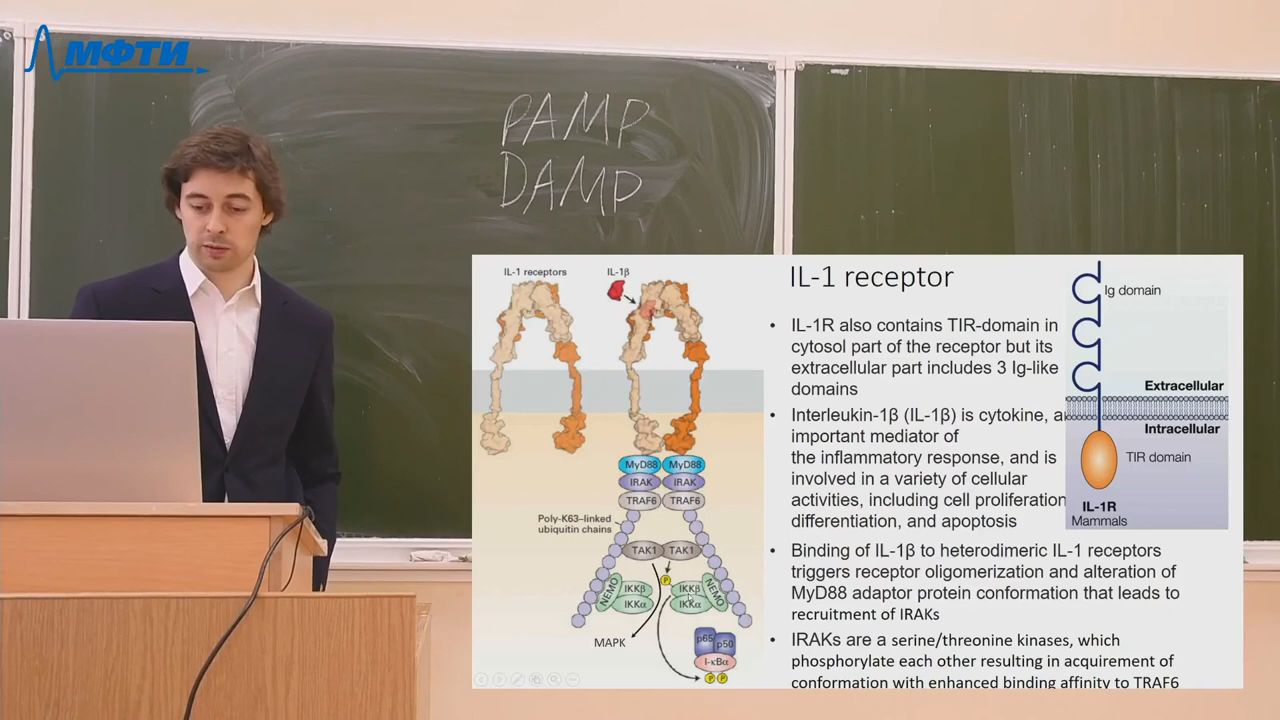 МФТИ
PAMP
DAMP
IL-1 receptors
IL-1β
MyD88
MyD88
IRAK
IRAK
TRAF6
TRAF6
Poly-K63–linked
ubiquitin chains
TAK1
TAK1
P
NEMO
IKKβ
IKKα
IKKβ
IKKα
NEMO
MAPK
p65
p50
I-κBα
P
P
IL-1 receptor
• IL-1R also contains TIR-domain in
cytosol part of the receptor but its
extracellular part includes 3 Ig-like
domains
• Interleukin-1β (IL-1β) is cytokine,
important mediator of
the inflammatory response, and is
involved in a variety of cellular
activities, including cell proliferation
differentiation, and apoptosis
• Binding of IL-1β to heterodimeric IL-1 receptors
triggers receptor oligomerization and alteration of
MyD88 adaptor protein conformation that leads to
recruitment of IRAKs
• IRAKs are a serine/threonine kinases, which
phosphorylate each other resulting in acquirement of
conformation with enhanced binding affinity to TRAF6
Ig domain
Extracellular
Intracellular
TIR domain
IL-1R
Mammals